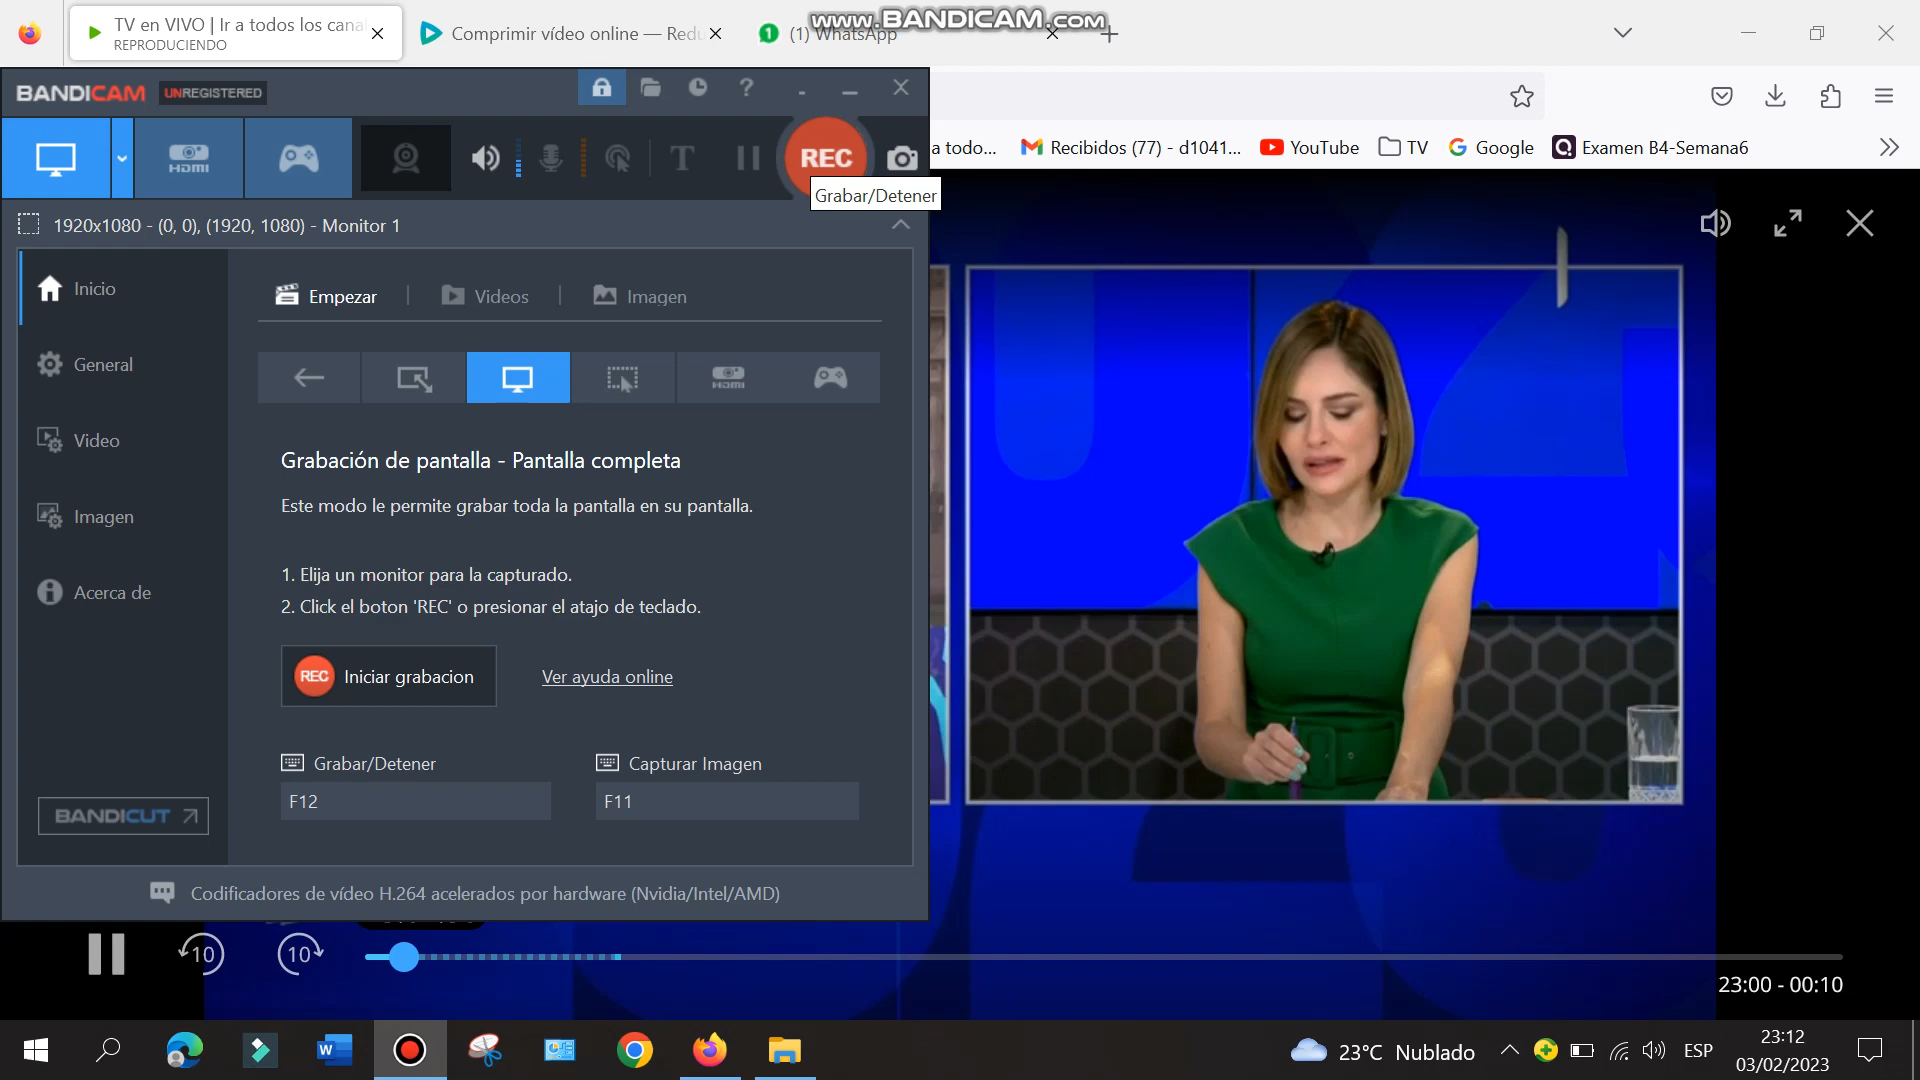 TV en VIVO | Ir a todos los cana
REPRODUCIENDO
Comprimir vídeo online — Redu
(1) WhatsApp
www.BANDICAM.com
BANDICAM UNREGISTERED
HDMI
REC
Grabar/Detener
a todo...
Recibidos (77) - d1041...
YouTube
TV
Google
Examen B4-Semana6
1920x1080 - (0, 0), (1920, 1080) - Monitor 1
Inicio
General
Video
Imagen
Acerca de
BANDICUT
Empezar
Videos
Imagen
HDMI
Grabación de pantalla - Pantalla completa
Este modo le permite grabar toda la pantalla en su pantalla.
1. Elija un monitor para la capturado.
2. Click el boton 'REC' o presionar el atajo de teclado.
REC Iniciar grabacion
Ver ayuda online
Grabar/Detener
F12
Capturar Imagen
F11
Codificadores de vídeo H.264 acelerados por hardware (Nvidia/Intel/AMD)
10
10
23:00 - 00:10
23°C Nublado
ESP
23:12
03/02/2023